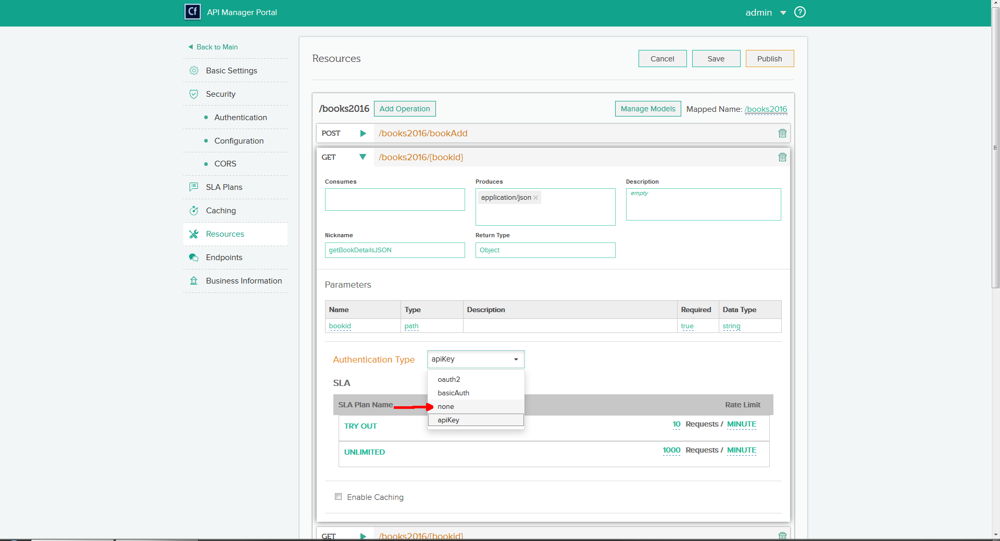 Cf API Manager Portal
admin ?
Back to Main
Basic Settings
Security
Authentication
Configuration
CORS
SLA Plans
Caching
Resources
Endpoints
Business Information
Resources
Cancel Save Publish
/books2016 Add Operation Manage Models Mapped Name: /books2016
POST /books2016/bookAdd
GET /books2016/{bookid}
Consumes Produces Description
application/json × empty
Nickname Return Type
getBookDetailsJSON Object
Parameters
Name Type Description Required Data Type
bookid path true string
Authentication Type apiKey
oauth2
basicAuth
none
apiKey
SLA
SLA Plan Name Rate Limit
TRY OUT 10 Requests / MINUTE
UNLIMITED 1000 Requests / MINUTE
Enable Caching
GET /books2016/{bookid}